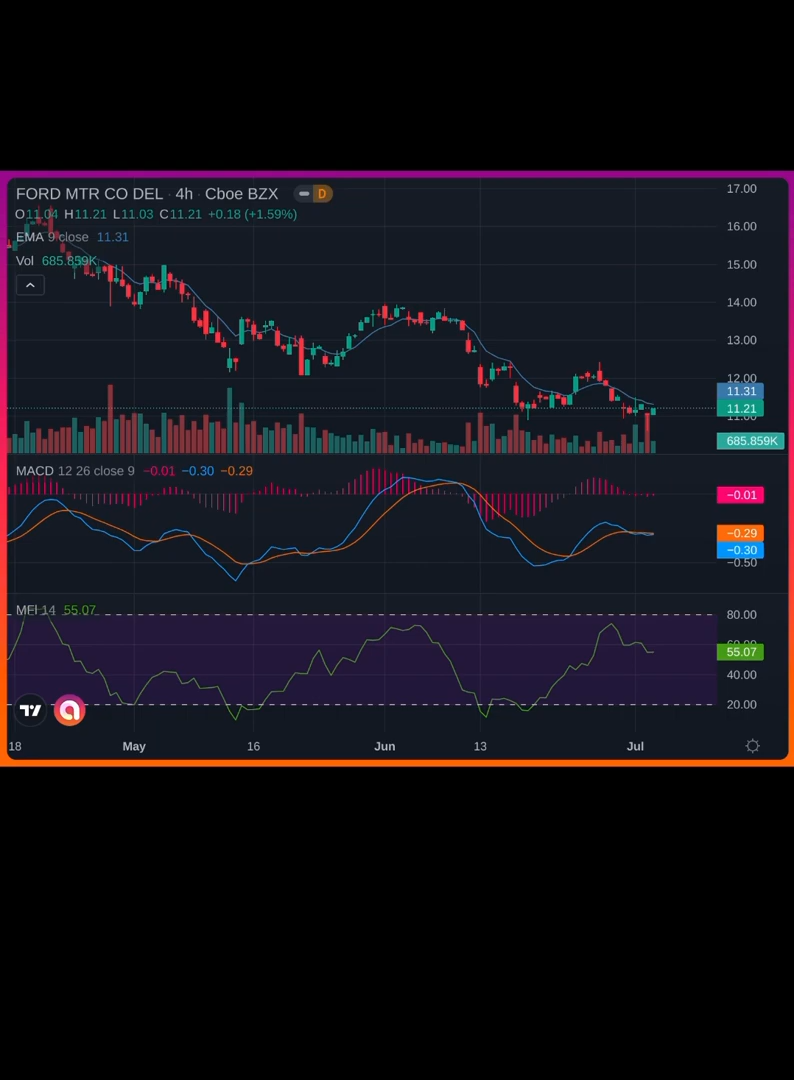 FORD MTR CO DEL · 4h · Cboe BZX D
O11.04 H11.21 L11.03 C11.21 +0.18 (+1.59%)
EMA 9 close 11.31
Vol 685.859K
17.00
16.00
15.00
14.00
13.00
12.00
11.31
11.21
11.00
685.859K
MACD 12 26 close 9 −0.01 −0.30 −0.29
−0.01
−0.29
−0.30
−0.50
MFI 14 55.07
80.00
60.00
55.07
40.00
20.00
18 May 16 Jun 13 Jul